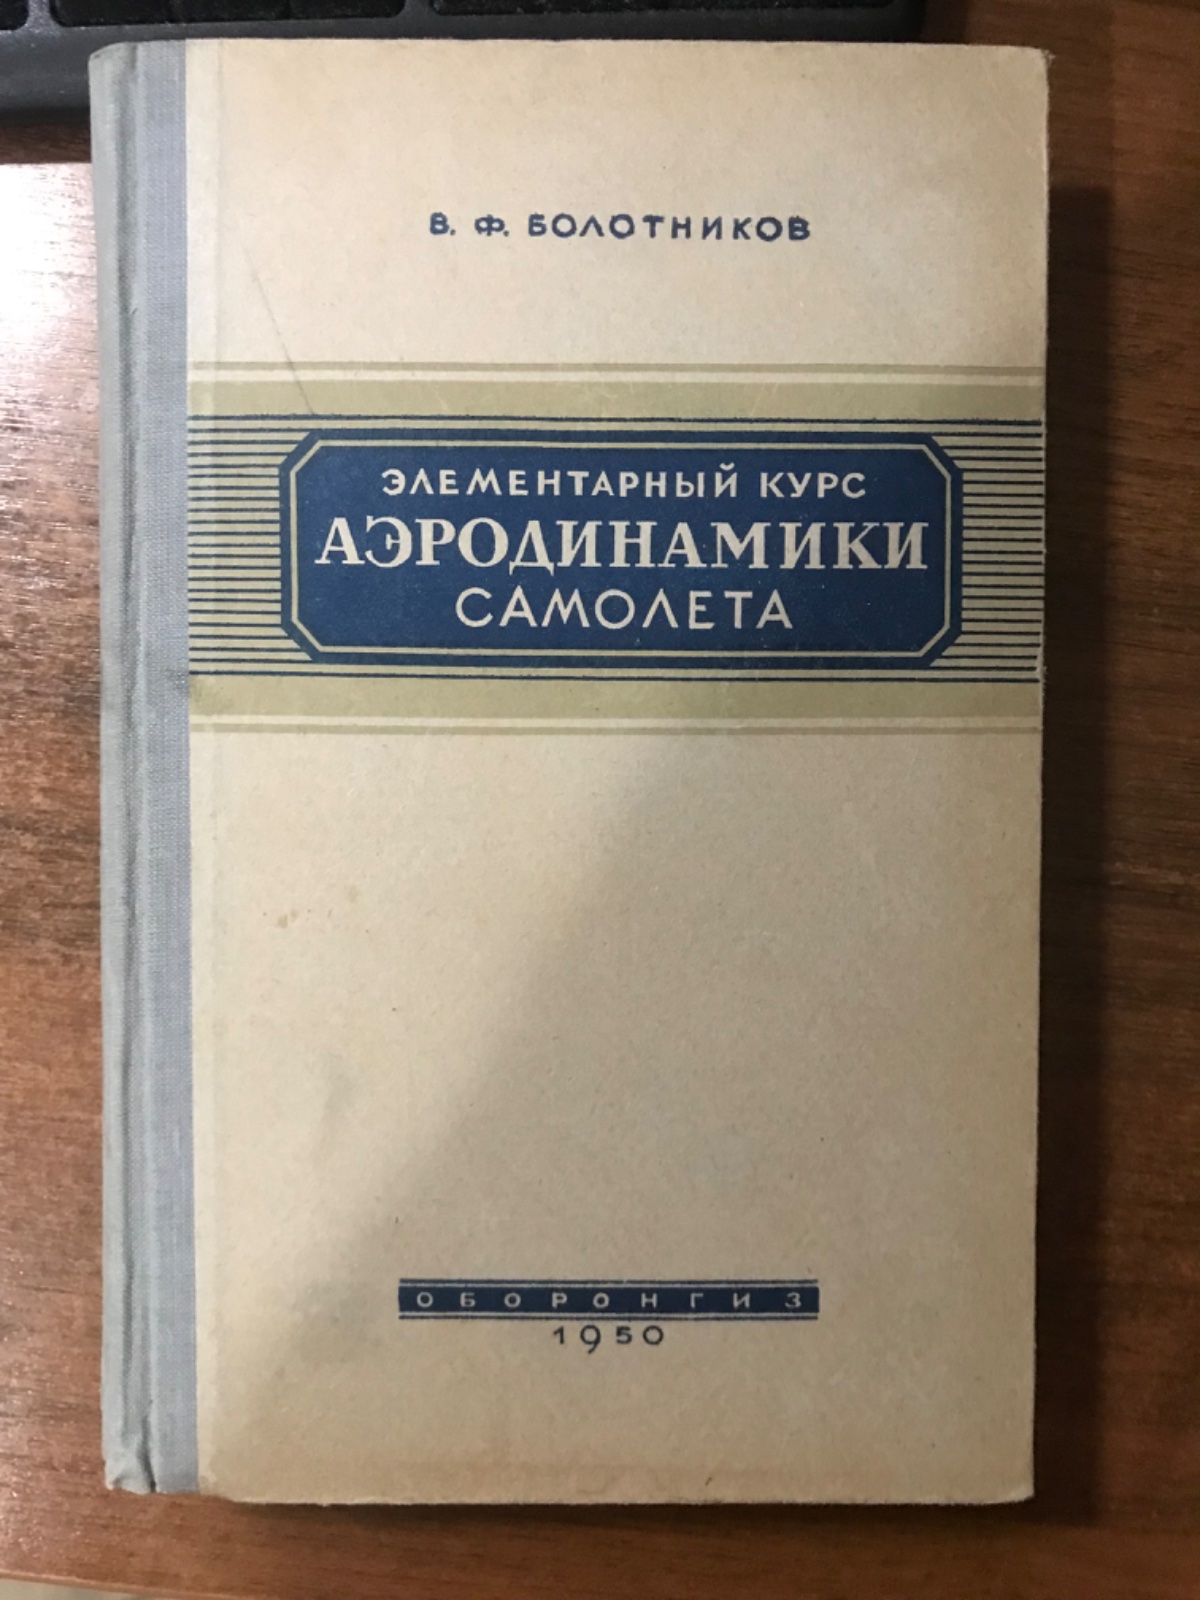 В. Ф. БОЛОТНИКОВ
ЭЛЕМЕНТАРНЫЙ КУРС
АЭРОДИНАМИКИ
САМОЛЕТА
ОБОРОНГИЗ
1950